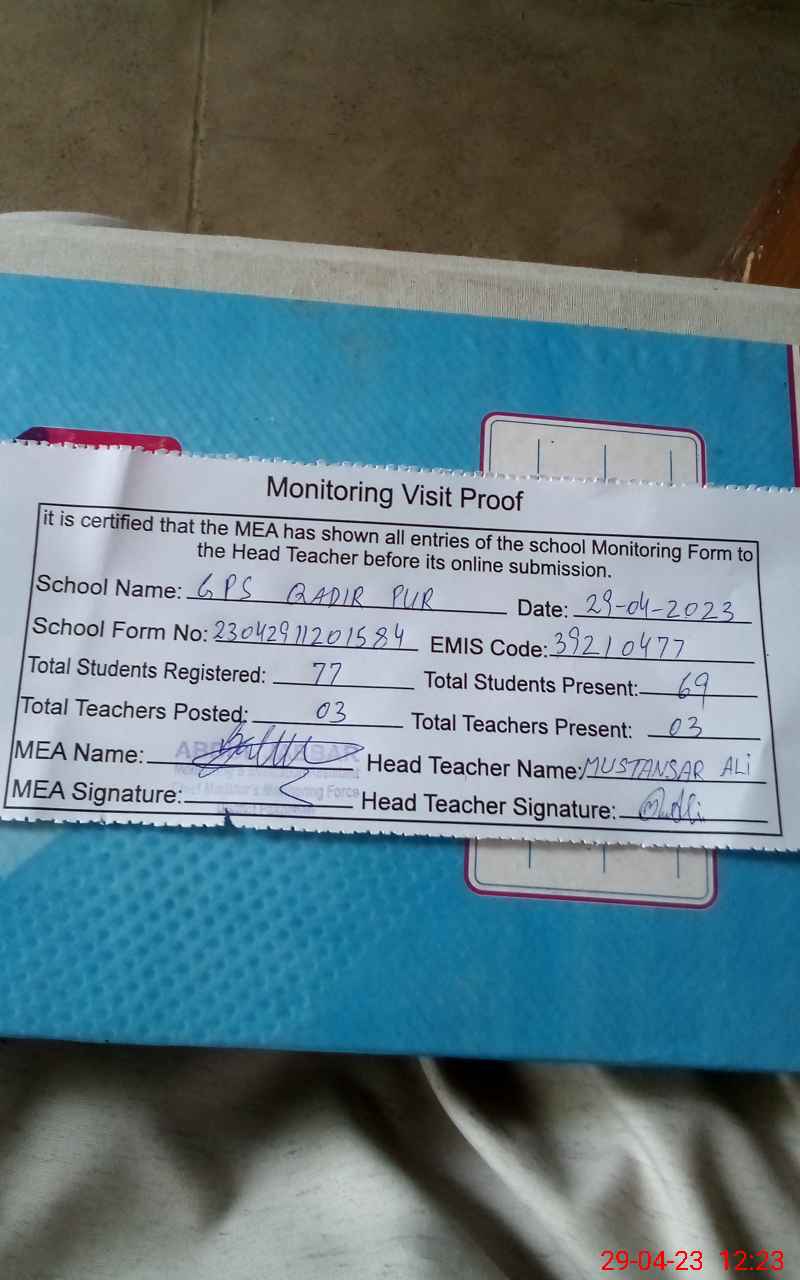 Monitoring Visit Proof
it is certified that the MEA has shown all entries of the school Monitoring Form to
the Head Teacher before its online submission.
School Name: GPS QADIR PUR Date: 29-04-2023
School Form No: 23042911201584 EMIS Code: 39210477
Total Students Registered: 77 Total Students Present: 69
Total Teachers Posted: 03 Total Teachers Present: 03
MEA Name: Head Teacher Name: MUSTANSAR ALi
MEA Signature: Head Teacher Signature:
29-04-23 12:23